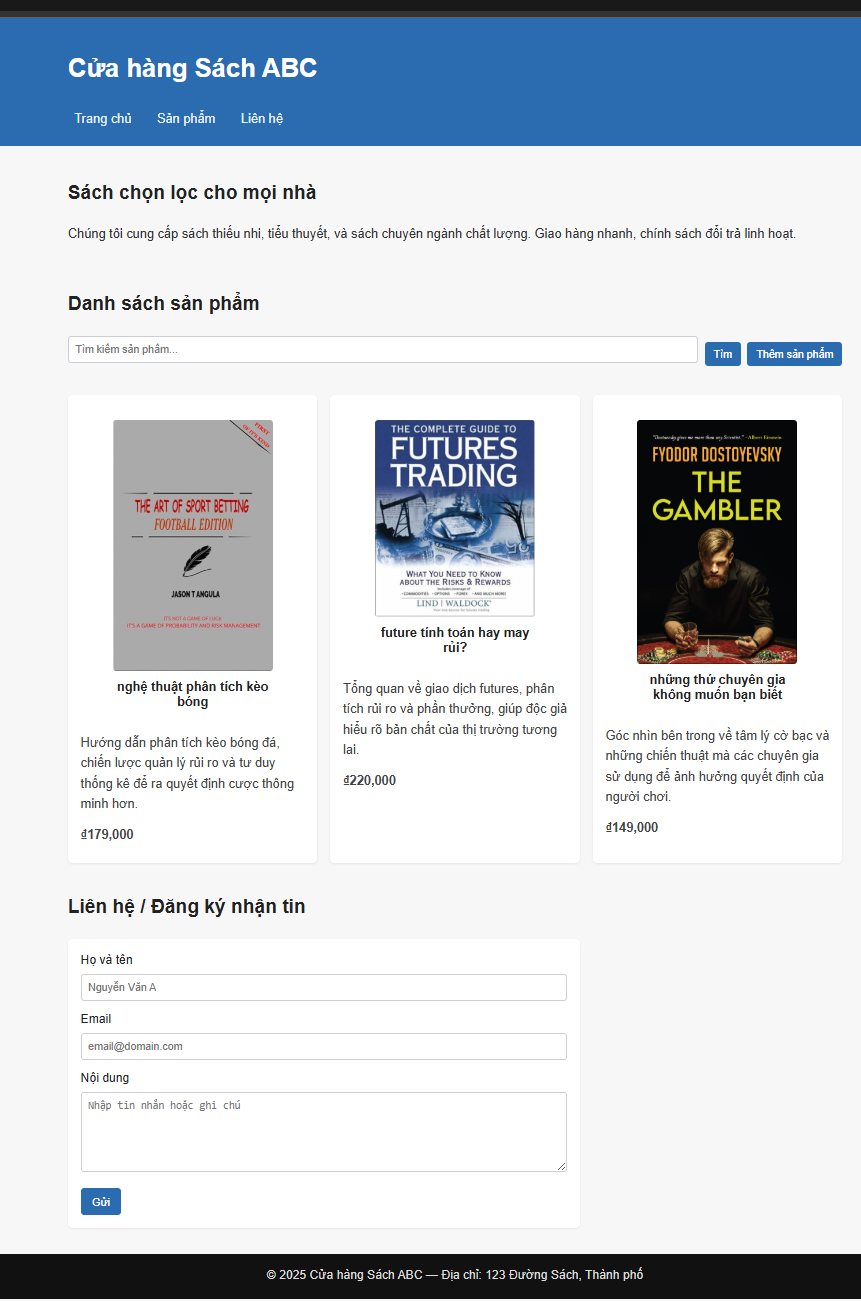 Cửa hàng Sách ABC
Trang chủ Sản phẩm Liên hệ
Sách chọn lọc cho mọi nhà
Chúng tôi cung cấp sách thiếu nhi, tiểu thuyết, và sách chuyên ngành chất lượng. Giao hàng nhanh, chính sách đổi trả linh hoạt.
Danh sách sản phẩm
Tìm kiếm sản phẩm...
Tìm
Thêm sản phẩm
FIRST
OF IT'S KIND
THE ART OF SPORT BETTING
FOOTBALL EDITION
JASON T ANGULA
IT'S NOT A GAME OF LUCK
IT'S A GAME OF PROBABILITY AND RISK MANAGEMENT
nghệ thuật phân tích kèo
bóng
Hướng dẫn phân tích kèo bóng đá,
chiến lược quản lý rủi ro và tư duy
thống kê để ra quyết định cược thông
minh hơn.
₫179,000
THE COMPLETE GUIDE TO
FUTURES
TRADING
WHAT YOU NEED TO KNOW
ABOUT THE RISKS & REWARDS
LIND | WALDOCK
future tính toán hay may
rủi?
Tổng quan về giao dịch futures, phân
tích rủi ro và phần thưởng, giúp độc giả
hiểu rõ bản chất của thị trường tương
lai.
₫220,000
"Dostoevsky gives me more than any Scientist." -Albert Einstein
FYODOR DOSTOYEVSKY
THE
GAMBLER
những thứ chuyên gia
không muốn bạn biết
Góc nhìn bên trong về tâm lý cờ bạc và
những chiến thuật mà các chuyên gia
sử dụng để ảnh hưởng quyết định của
người chơi.
₫149,000
Liên hệ / Đăng ký nhận tin
Họ và tên
Nguyễn Văn A
Email
email@domain.com
Nội dung
Nhập tin nhắn hoặc ghi chú
Gửi
© 2025 Cửa hàng Sách ABC — Địa chỉ: 123 Đường Sách, Thành phố